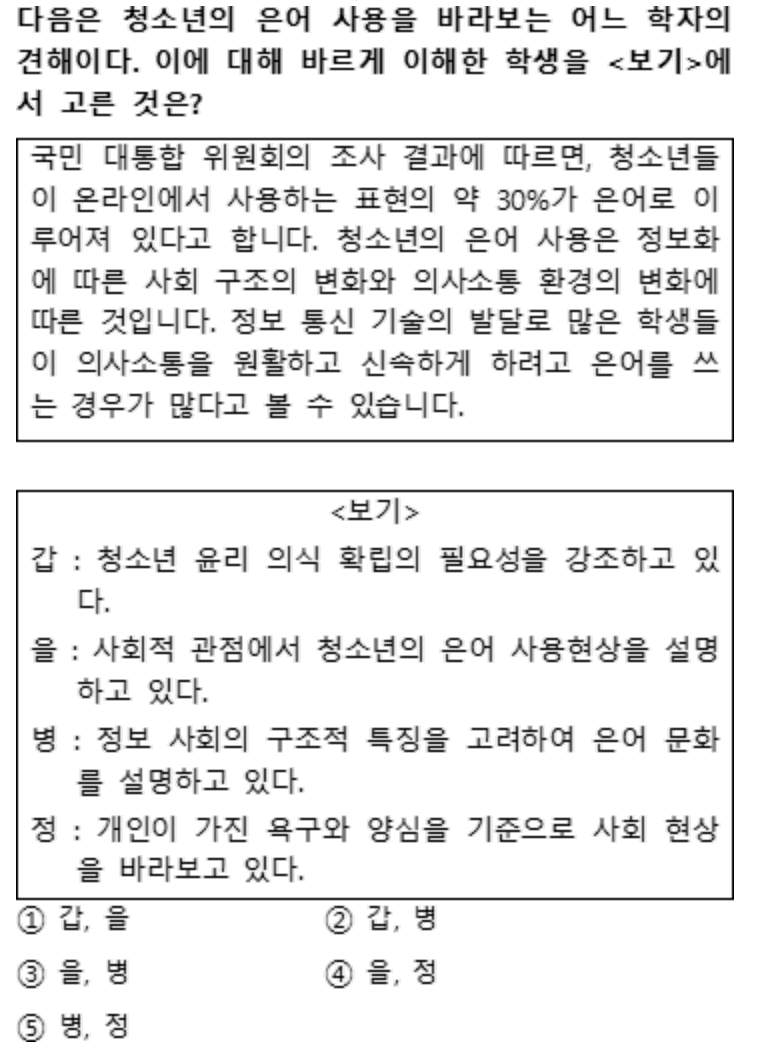 다음은 청소년의 은어 사용을 바라보는 어느 학자의
견해이다. 이에 대해 바르게 이해한 학생을 <보기>에
서 고른 것은?
국민 대통합 위원회의 조사 결과에 따르면, 청소년들
이 온라인에서 사용하는 표현의 약 30%가 은어로 이
루어져 있다고 합니다. 청소년의 은어 사용은 정보화
에 따른 사회 구조의 변화와 의사소통 환경의 변화에
따른 것입니다. 정보 통신 기술의 발달로 많은 학생들
이 의사소통을 원활하고 신속하게 하려고 은어를 쓰
는 경우가 많다고 볼 수 있습니다.
<보기>
갑 : 청소년 윤리 의식 확립의 필요성을 강조하고 있
다.
을 : 사회적 관점에서 청소년의 은어 사용현상을 설명
하고 있다.
병 : 정보 사회의 구조적 특징을 고려하여 은어 문화
를 설명하고 있다.
정 : 개인이 가진 욕구와 양심을 기준으로 사회 현상
을 바라보고 있다.
① 갑, 을 ② 갑, 병
③ 을, 병 ④ 을, 정
⑤ 병, 정